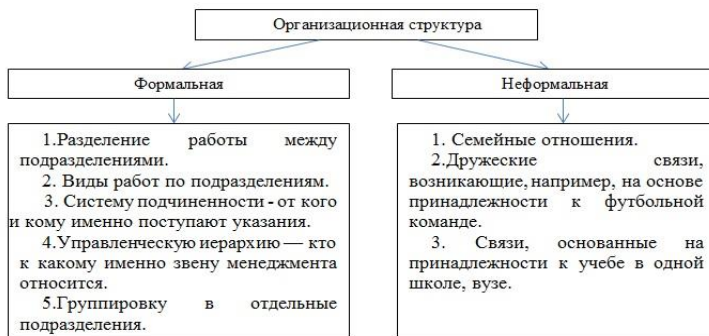 Организационная структура
Формальная
Неформальная
1.Разделение работы между
подразделениями.
2. Виды работ по подразделениям.
3. Систему подчиненности - от кого
и кому именно поступают указания.
4.Управленческую иерархию — кто
к какому именно звену менеджмента
относится.
5.Группировку в отдельные
подразделения.
1. Семейные отношения.
2.Дружеские связи,
возникающие, например, на основе
принадлежности к футбольной
команде.
3. Связи, основанные на
принадлежности к учебе в одной
школе, вузе.